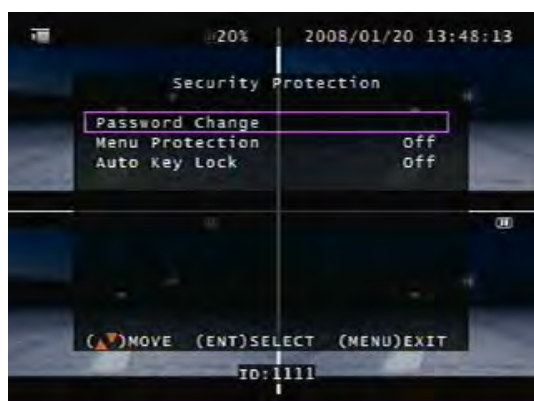 20% 2008/01/20 13:48:13
Security Protection
Password Change
Menu Protection Off
Auto Key Lock Off
(▲▼)MOVE (ENT)SELECT (MENU)EXIT
ID:1111